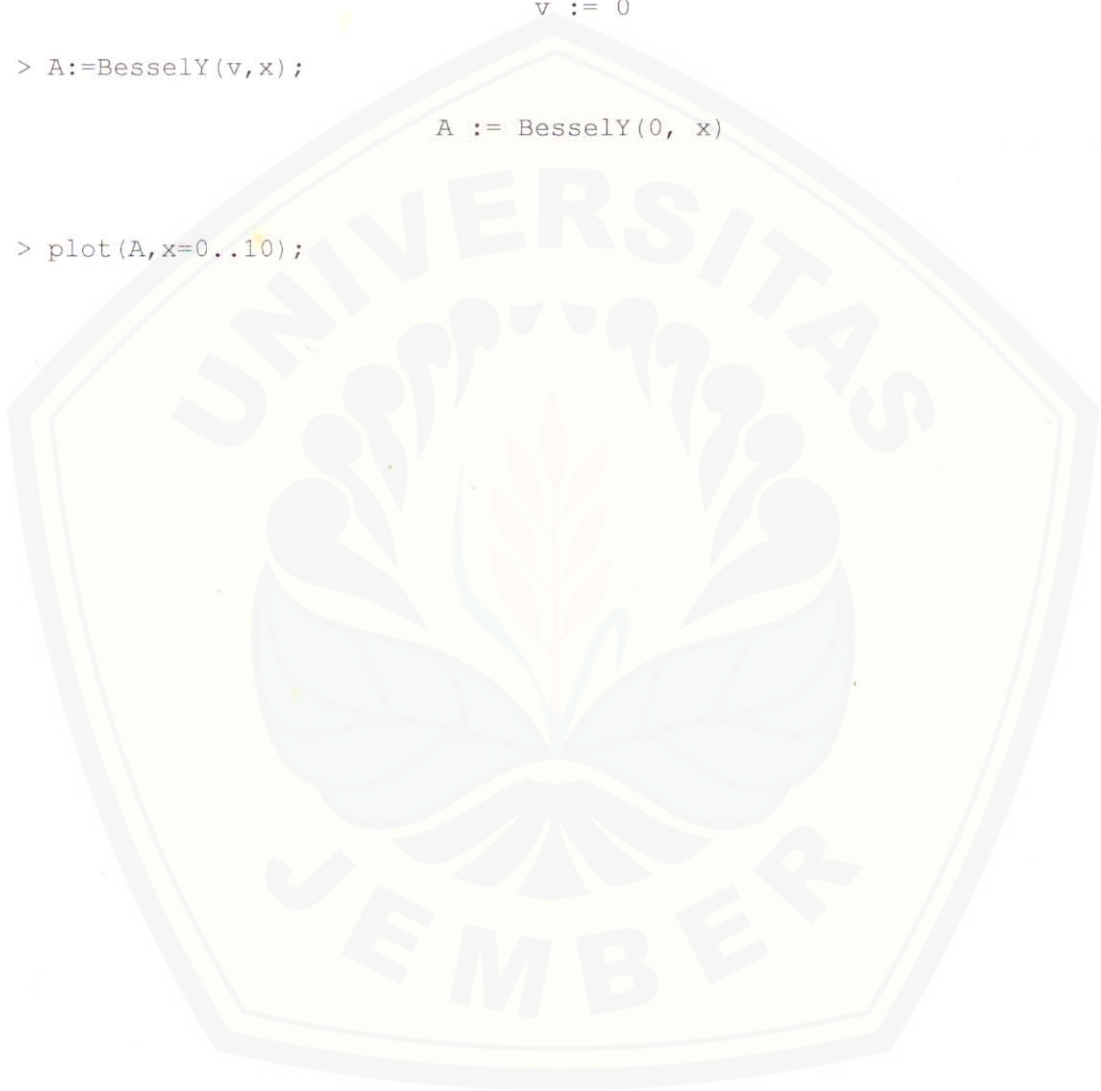 v := 0
> A:=BesselY(v,x);
A := BesselY(0, x)
> plot(A,x=0..10);
UNIVERSITAS
JEMBER